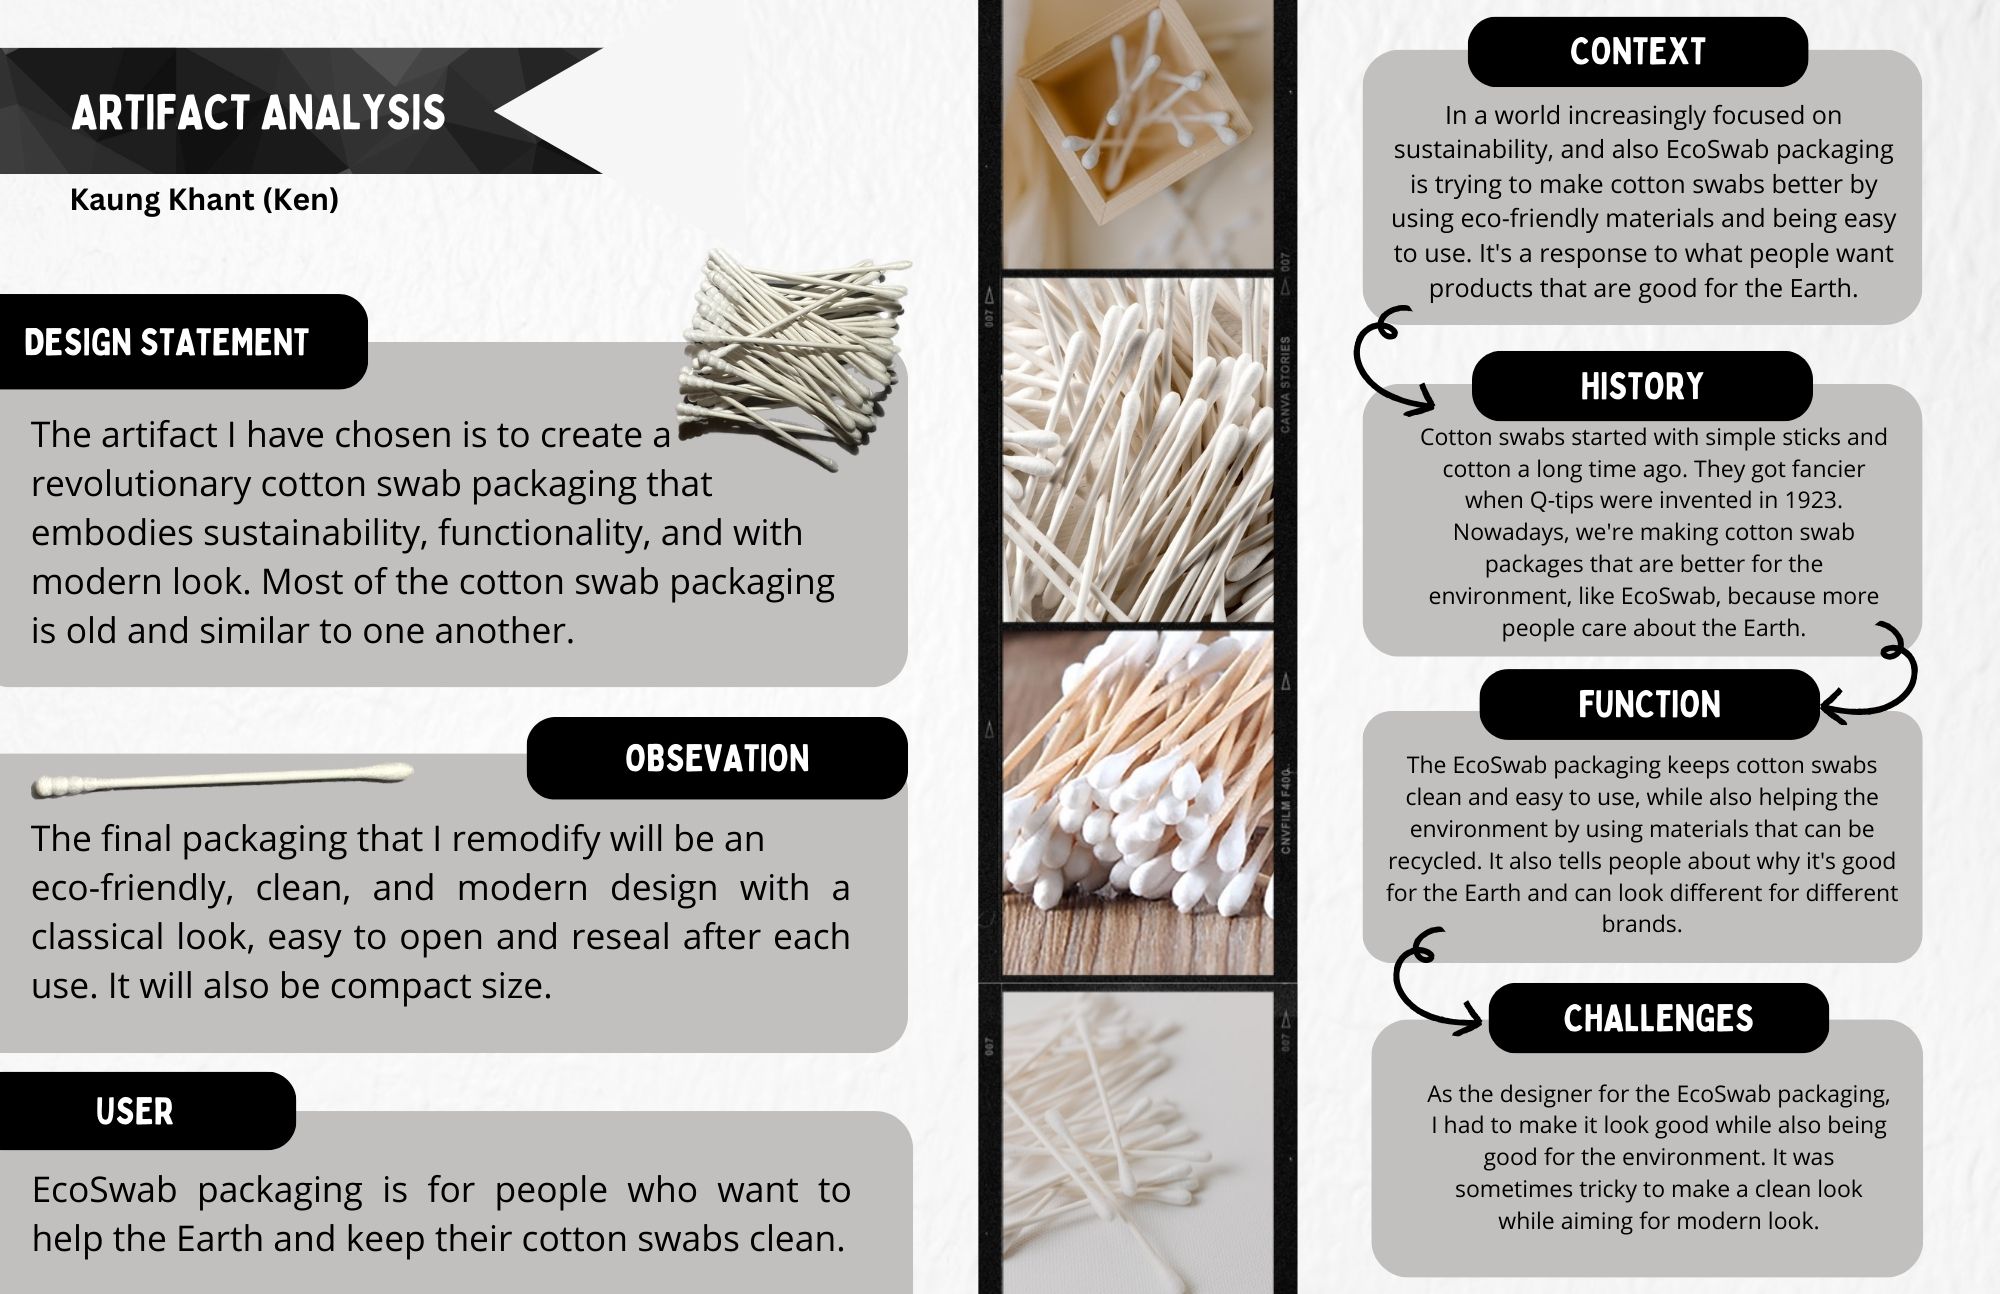 ARTIFACT ANALYSIS
Kaung Khant (Ken)
DESIGN STATEMENT
The artifact I have chosen is to create a
revolutionary cotton swab packaging that
embodies sustainability, functionality, and with
modern look. Most of the cotton swab packaging
is old and similar to one another.
OBSEVATION
The final packaging that I remodify will be an
eco-friendly, clean, and modern design with a
classical look, easy to open and reseal after each
use. It will also be compact size.
USER
EcoSwab packaging is for people who want to
help the Earth and keep their cotton swabs clean.
007
007
CANVA STORIES
CNVFILM F400
007
007
CONTEXT
In a world increasingly focused on
sustainability, and also EcoSwab packaging
is trying to make cotton swabs better by
using eco-friendly materials and being easy
to use. It's a response to what people want
products that are good for the Earth.
HISTORY
Cotton swabs started with simple sticks and
cotton a long time ago. They got fancier
when Q-tips were invented in 1923.
Nowadays, we're making cotton swab
packages that are better for the
environment, like EcoSwab, because more
people care about the Earth.
FUNCTION
The EcoSwab packaging keeps cotton swabs
clean and easy to use, while also helping the
environment by using materials that can be
recycled. It also tells people about why it's good
for the Earth and can look different for different
brands.
CHALLENGES
As the designer for the EcoSwab packaging,
I had to make it look good while also being
good for the environment. It was
sometimes tricky to make a clean look
while aiming for modern look.